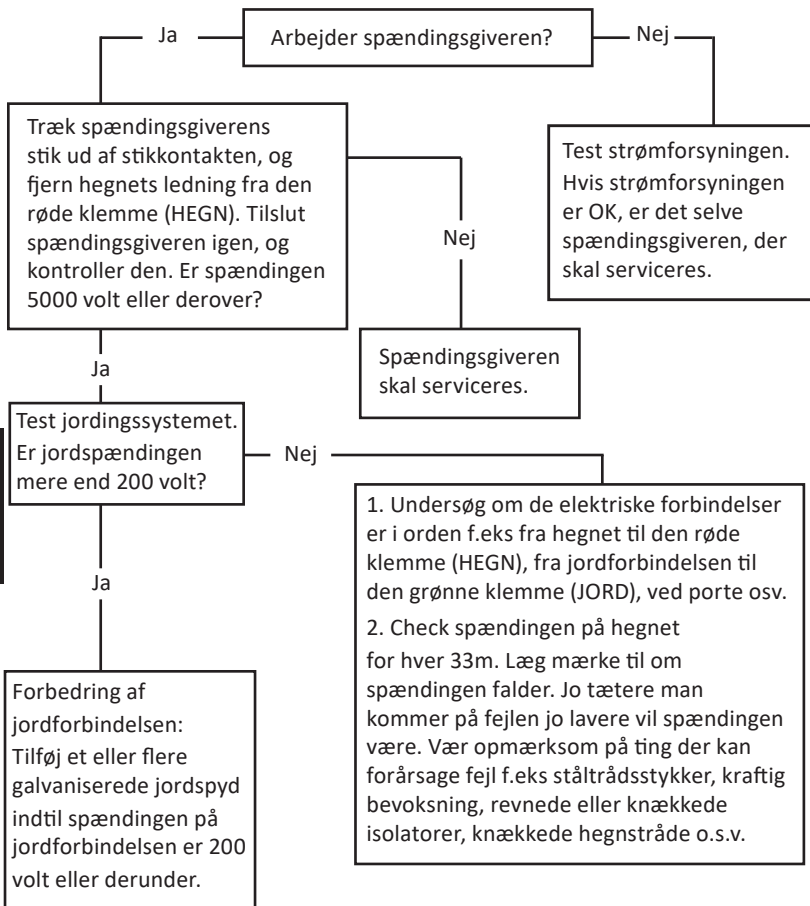 Arbejder spændingsgiveren?
Ja
Nej
Træk spændingsgiverens
stik ud af stikkontakten, og
fjern hegnets ledning fra den
røde klemme (HEGN). Tilslut
spændingsgiveren igen, og
kontroller den. Er spændingen
5000 volt eller derover?
Test strømforsyningen.
Hvis strømforsyningen
er OK, er det selve
spændingsgiveren, der
skal serviceres.
Nej
Spændingsgiveren
skal serviceres.
Ja
Test jordingssystemet.
Er jordspændingen
mere end 200 volt?
Nej
1. Undersøg om de elektriske forbindelser
er i orden f.eks fra hegnet til den røde
klemme (HEGN), fra jordforbindelsen til
den grønne klemme (JORD), ved porte osv.
2. Check spændingen på hegnet
for hver 33m. Læg mærke til om
spændingen falder. Jo tætere man
kommer på fejlen jo lavere vil spændingen
være. Vær opmærksom på ting der kan
forårsage fejl f.eks ståltrådsstykker, kraftig
bevoksning, revnede eller knækkede
isolatorer, knækkede hegnstråde o.s.v.
Ja
Forbedring af
jordforbindelsen:
Tilføj et eller flere
galvaniserede jordspyd
indtil spændingen på
jordforbindelsen er 200
volt eller derunder.